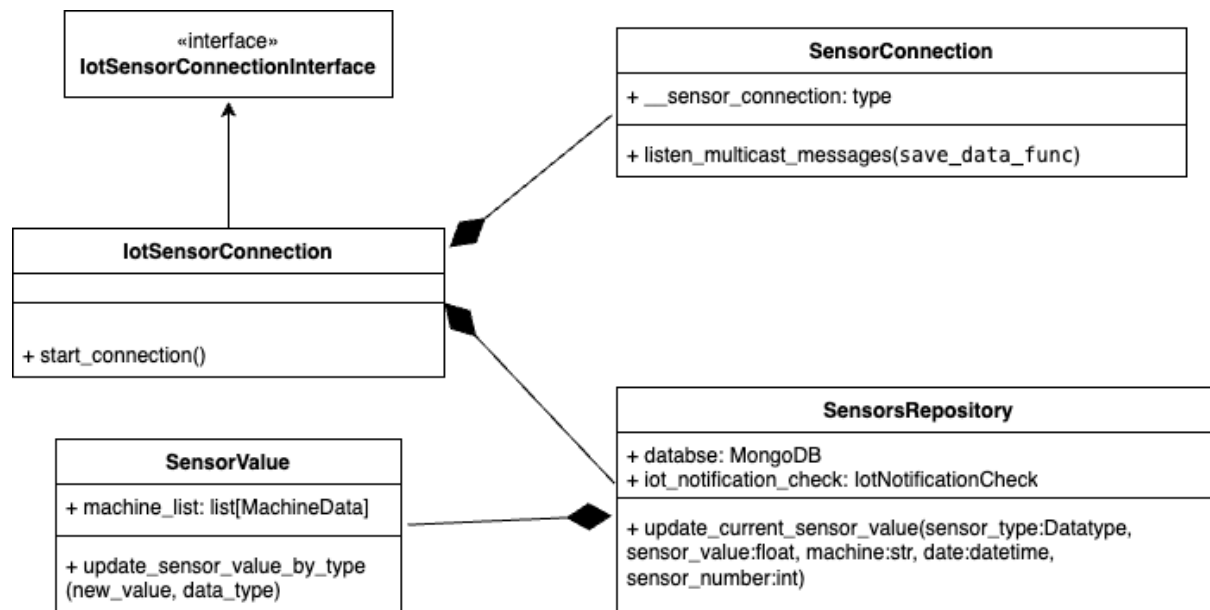 «interface»
IotSensorConnectionInterface
SensorConnection
+ __sensor_connection: type
+ listen_multicast_messages(save_data_func)
IotSensorConnection
+ start_connection()
SensorsRepository
+ databse: MongoDB
+ iot_notification_check: IotNotificationCheck
+ update_current_sensor_value(sensor_type:Datatype,
sensor_value:float, machine:str, date:datetime,
sensor_number:int)
SensorValue
+ machine_list: list[MachineData]
+ update_sensor_value_by_type
(new_value, data_type)